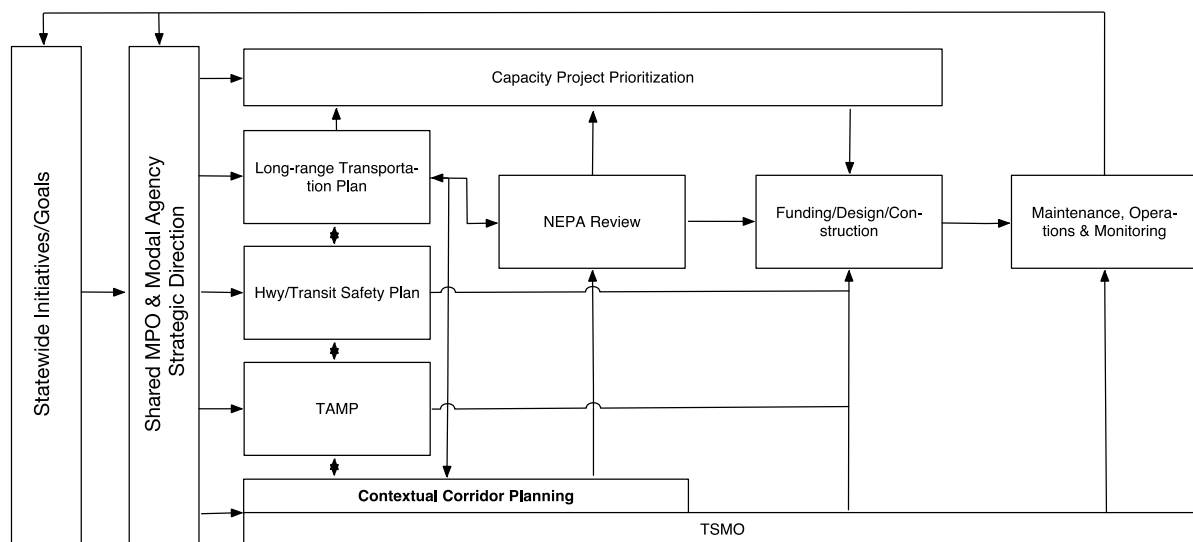 Statewide Initiatives/Goals
Shared MPO & Modal Agency
Strategic Direction
Capacity Project Prioritization
Long-range Transporta-
tion Plan
NEPA Review
Funding/Design/Con-
struction
Maintenance, Opera-
tions & Monitoring
Hwy/Transit Safety Plan
TAMP
Contextual Corridor Planning
TSMO